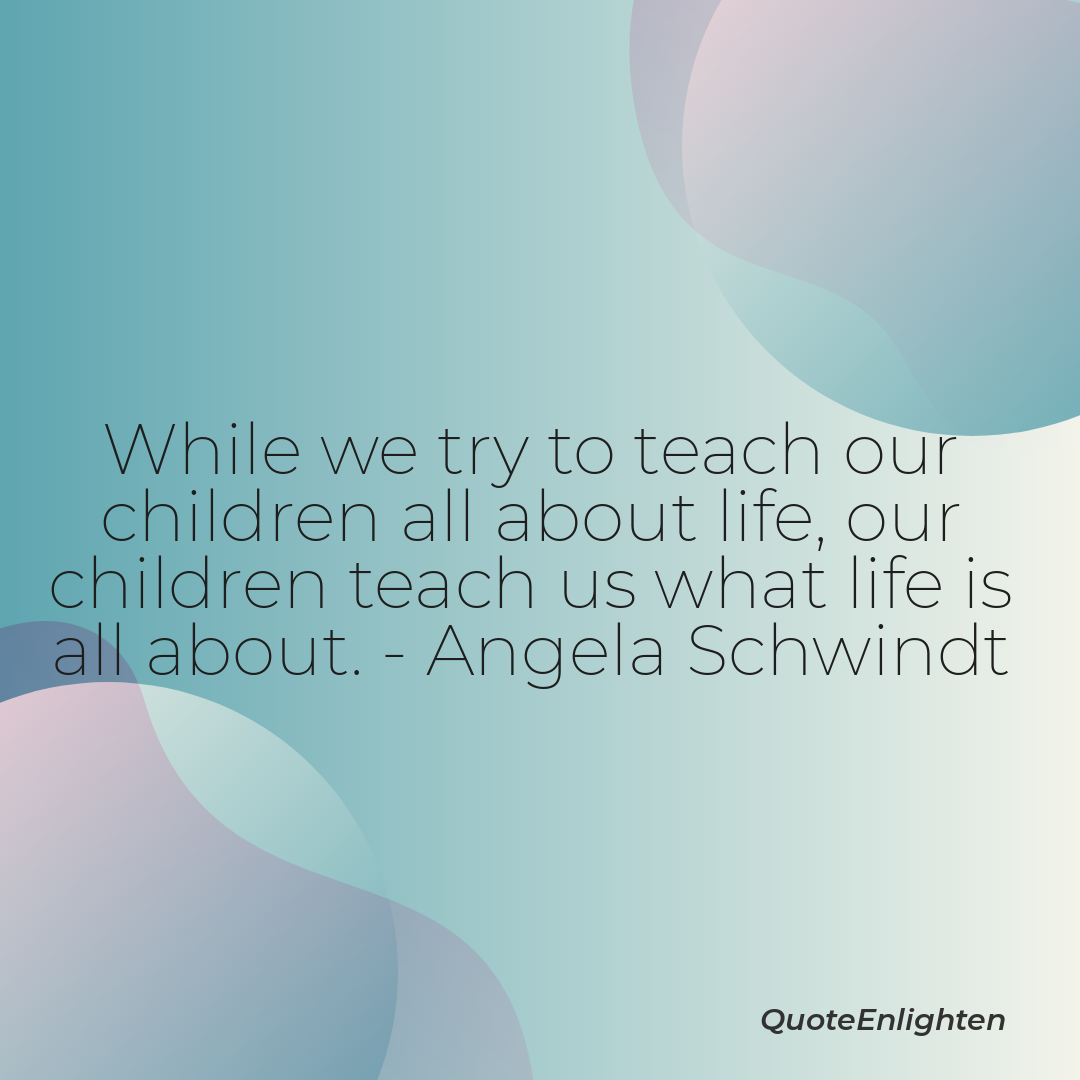 While we try to teach our
children all about life, our
children teach us what life is
all about. - Angela Schwindt
QuoteEnlighten